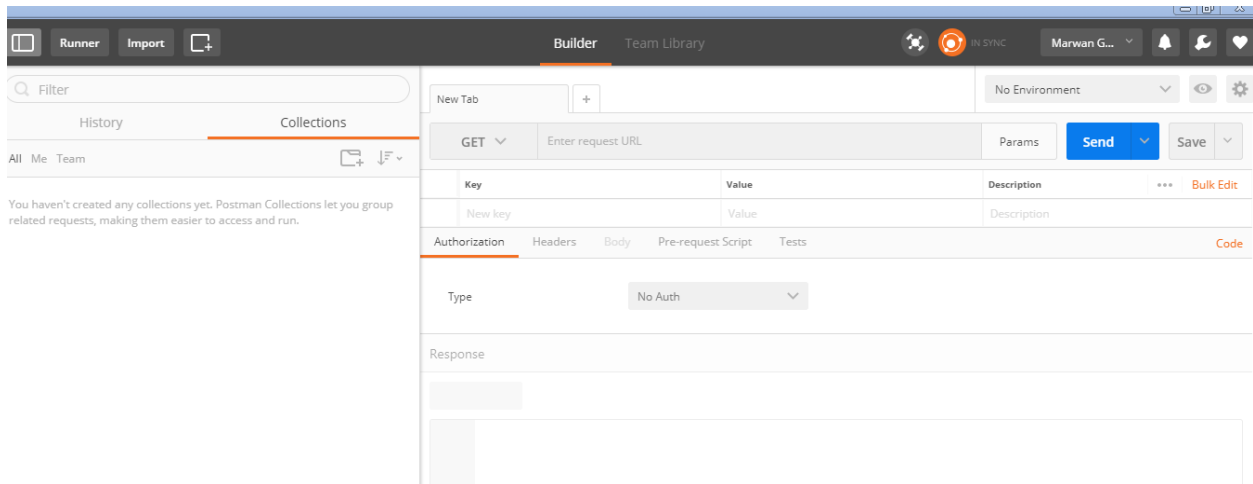 Runner Import Builder Team Library IN SYNC Marwan G...
Filter
History Collections
All Me Team
You haven't created any collections yet. Postman Collections let you group
related requests, making them easier to access and run.
New Tab + No Environment
GET Enter request URL Params Send Save
Key Value Description ••• Bulk Edit
New key Value Description
Authorization Headers Body Pre-request Script Tests Code
Type No Auth
Response